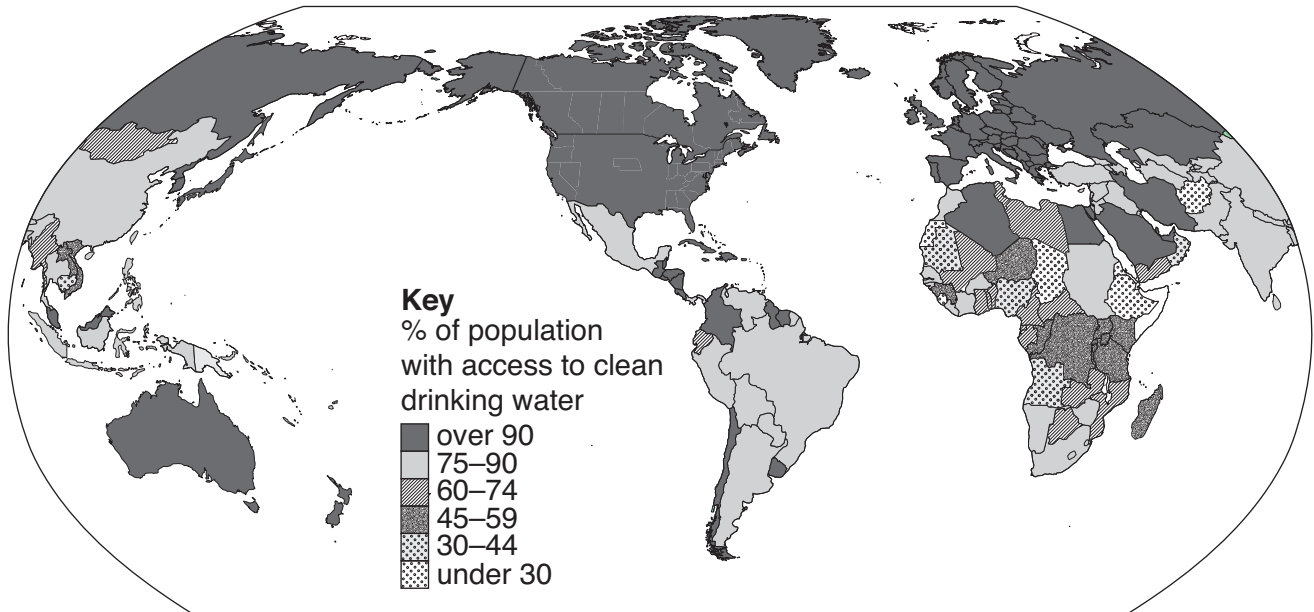 Key
% of population
with access to clean
drinking water
over 90
75–90
60–74
45–59
30–44
under 30